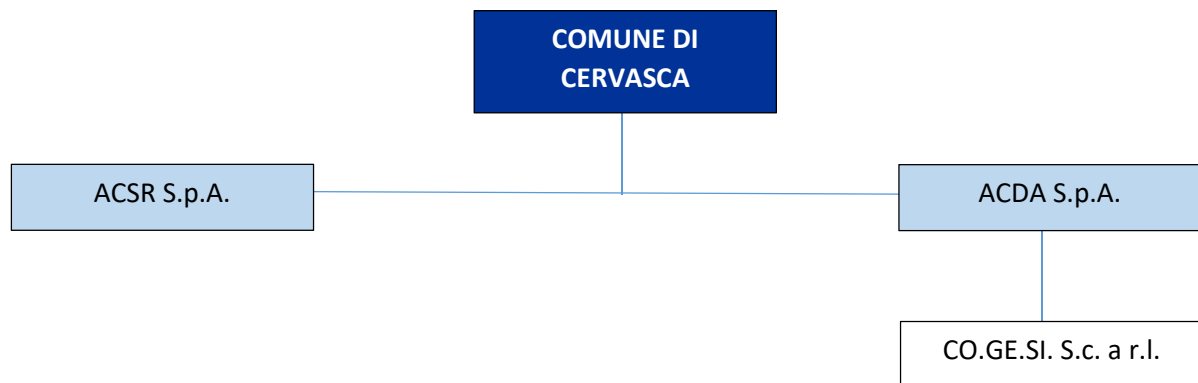 COMUNE DI
CERVASCA
ACSR S.p.A.
ACDA S.p.A.
CO.GE.SI. S.c. a r.l.